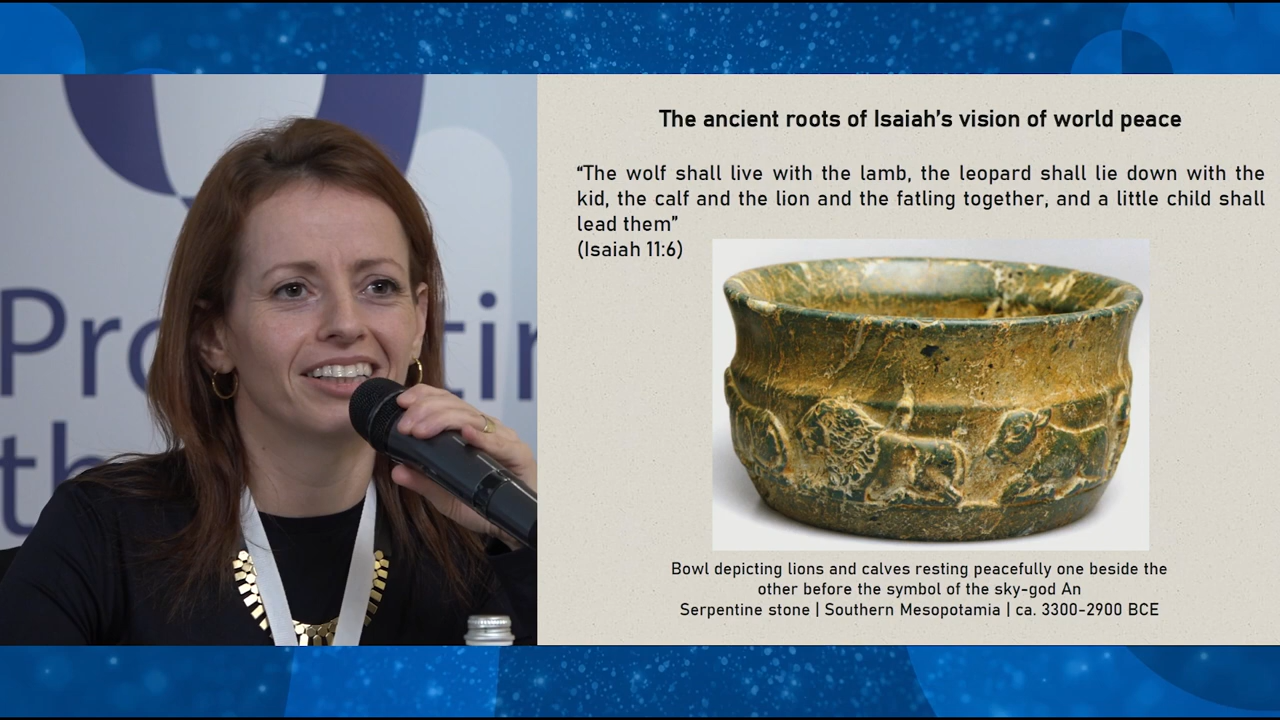 Pro
tin
th
The ancient roots of Isaiah's vision of world peace
“The wolf shall live with the lamb, the leopard shall lie down with the
kid, the calf and the lion and the fatling together, and a little child shall
lead them”
(Isaiah 11:6)
Bowl depicting lions and calves resting peacefully one beside the
other before the symbol of the sky-god An
Serpentine stone | Southern Mesopotamia | ca. 3300-2900 BCE